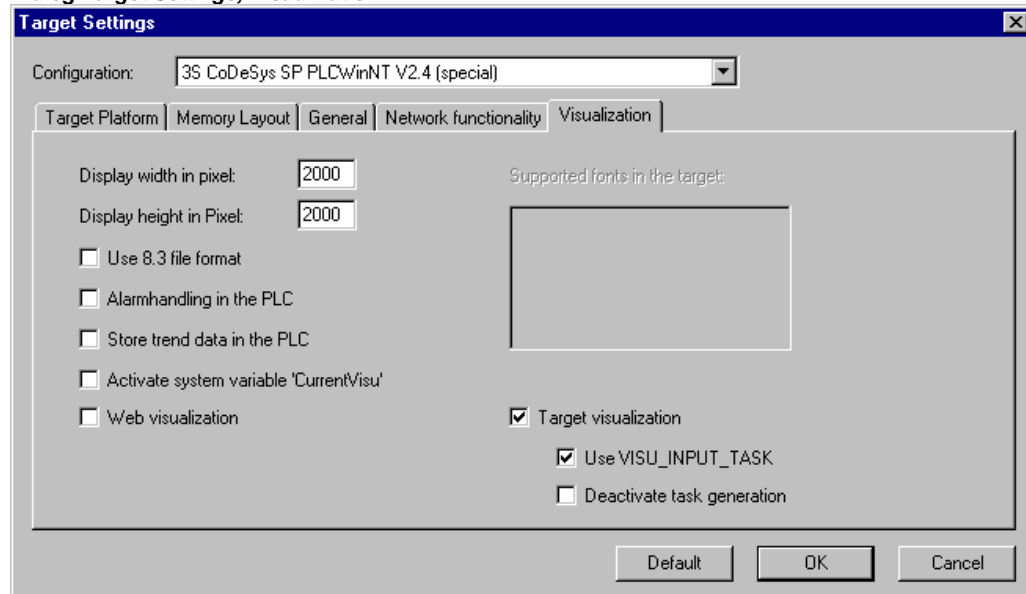 Target Settings
Configuration: 3S CoDeSys SP PLCWinNT V2.4 (special)
Target Platform Memory Layout General Network functionality Visualization
Display width in pixel: 2000 Supported fonts in the target:
Display height in Pixel: 2000
Use 8.3 file format
Alarmhandling in the PLC
Store trend data in the PLC
Activate system variable 'CurrentVisu'
Web visualization Target visualization
Use VISU_INPUT_TASK
Deactivate task generation
Default OK Cancel